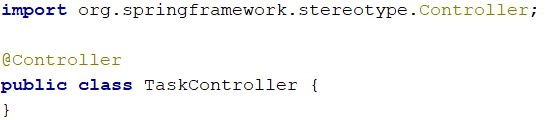 import org.springframework.stereotype.Controller;
@Controller
public class TaskController {
}